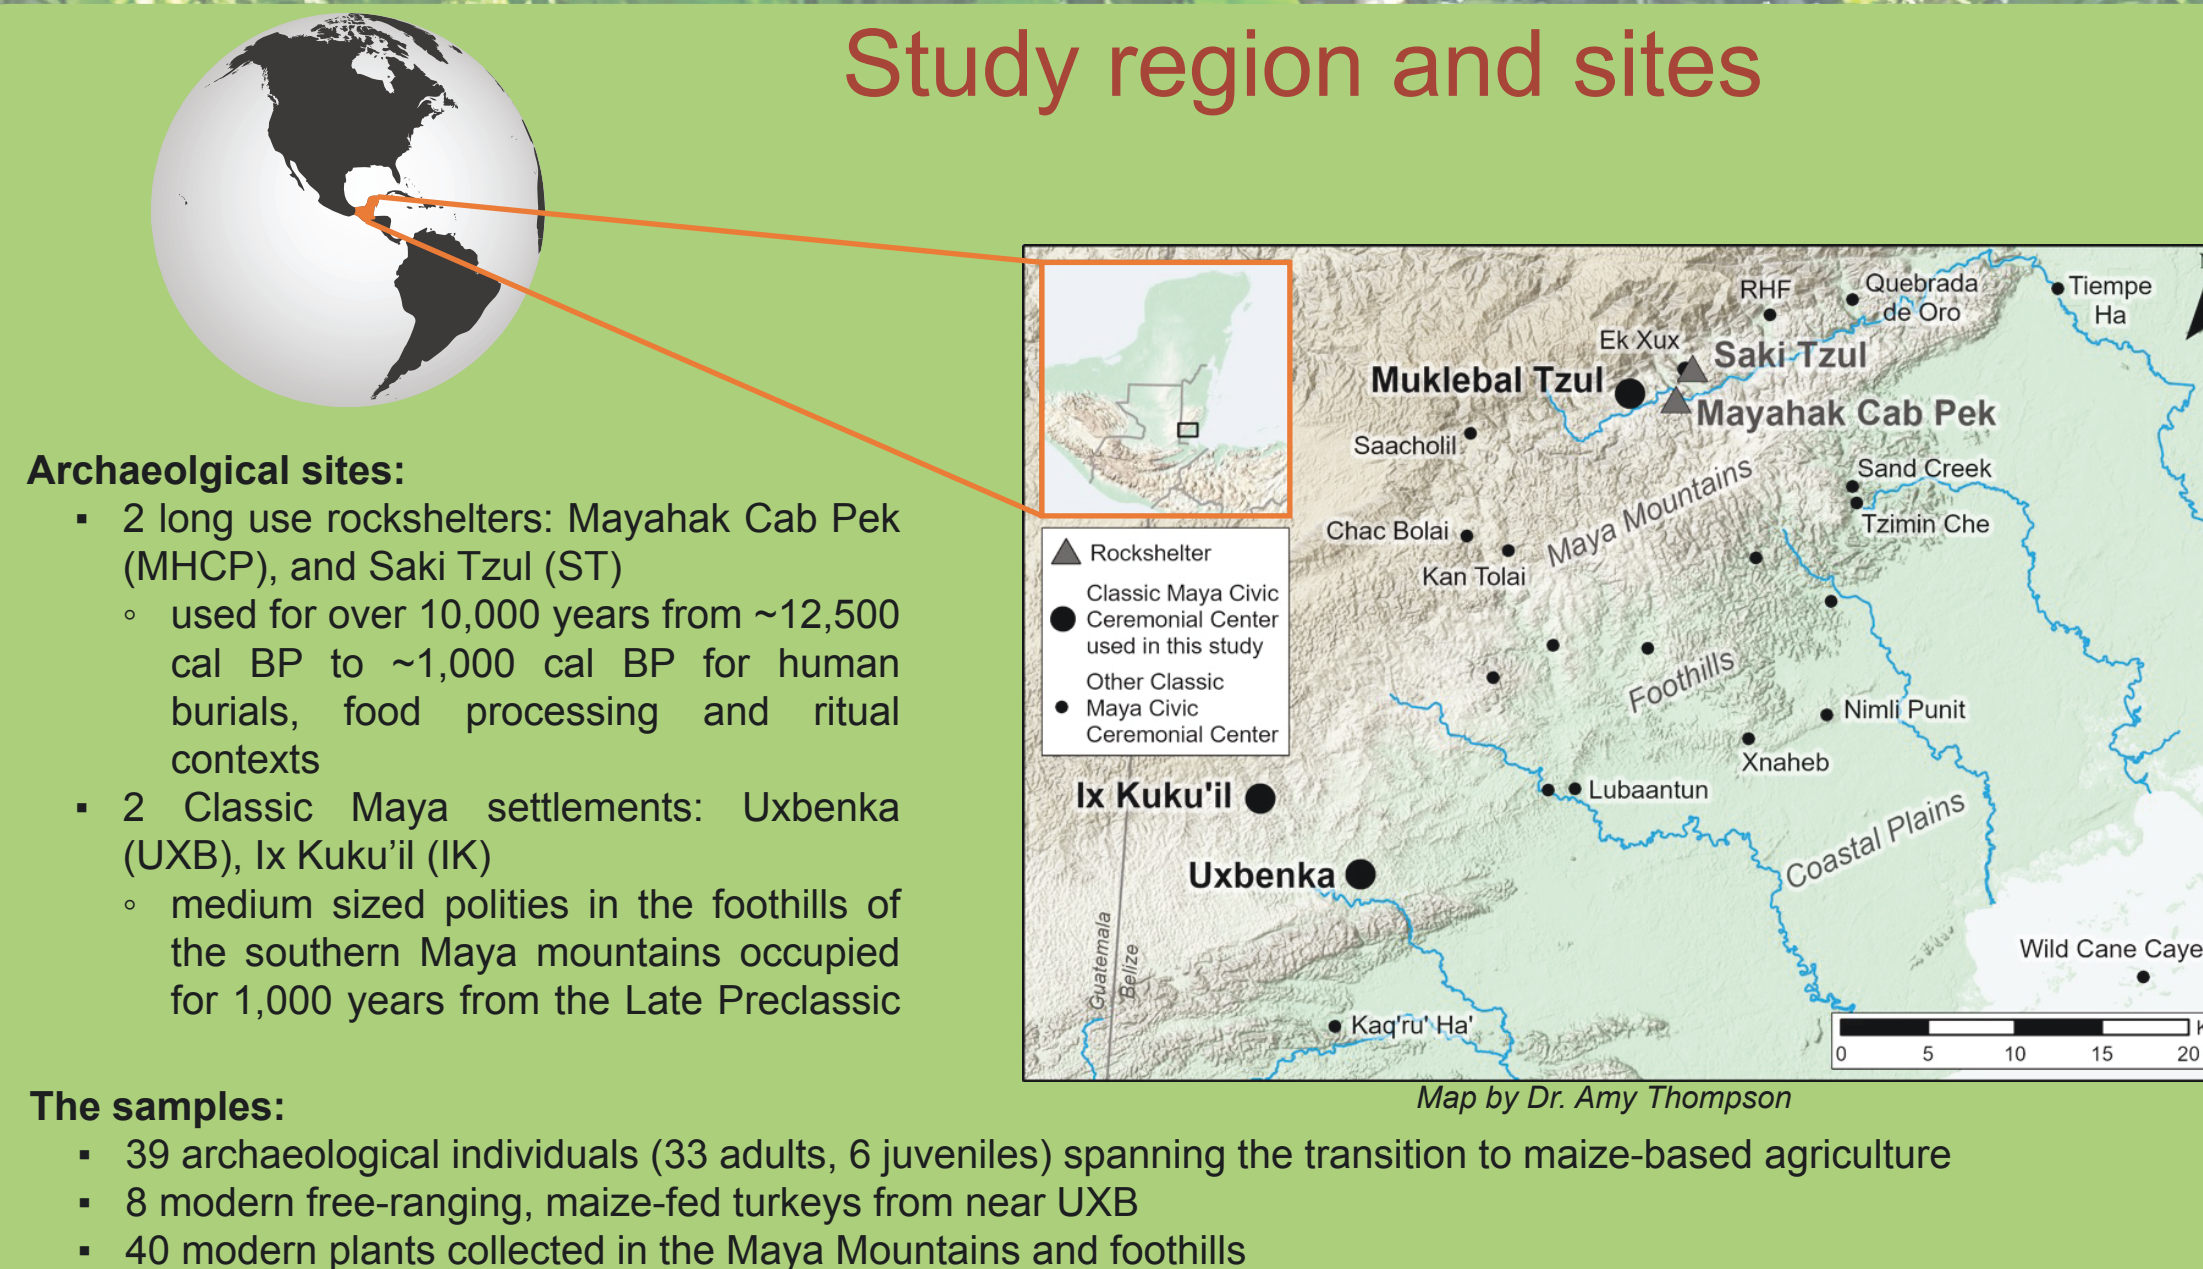 Study region and sites
Archaeolgical sites:
▪ 2 long use rockshelters: Mayahak Cab Pek
(MHCP), and Saki Tzul (ST)
◦ used for over 10,000 years from ~12,500
cal BP to ~1,000 cal BP for human
burials, food processing and ritual
contexts
▪ 2 Classic Maya settlements: Uxbenka
(UXB), Ix Kuku’il (IK)
◦ medium sized polities in the foothills of
the southern Maya mountains occupied
for 1,000 years from the Late Preclassic
RHF
Quebrada
de Oro
Tiempe
Ha
Ek Xux
Saki Tzul
Muklebal Tzul
Mayahak Cab Pek
Saacholil
Sand Creek
Maya Mountains
Tzimin Che
Chac Bolai
Kan Tolai
Rockshelter
Classic Maya Civic
Ceremonial Center
used in this study
Other Classic
Maya Civic
Ceremonial Center
Foothills
Nimli Punit
Xnaheb
Ix Kuku'il
Lubaantun
Coastal Plains
Uxbenka
Guatemala
Belize
Wild Cane Caye
Kaq'ru' Ha'
0 5 10 15 20
Map by Dr. Amy Thompson
The samples:
▪ 39 archaeological individuals (33 adults, 6 juveniles) spanning the transition to maize-based agriculture
▪ 8 modern free-ranging, maize-fed turkeys from near UXB
▪ 40 modern plants collected in the Maya Mountains and foothills